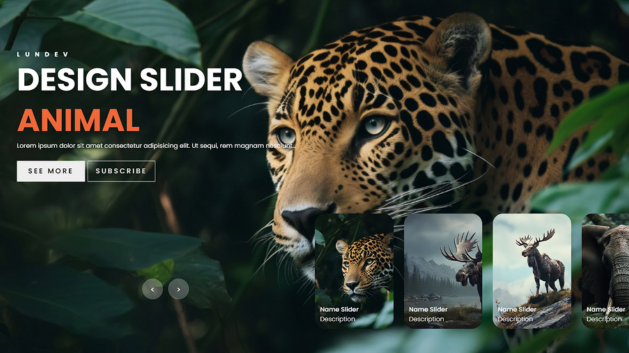 LUNDEV
DESIGN SLIDER
ANIMAL
Lorem ipsum dolor sit amet consectetur adipisicing elit. Ut sequi, rem magnam nesciunt...
SEE MORE
SUBSCRIBE
< >
Name Slider
Description
Name Slider
Description
Name Slider
Description
Name Slider
Description